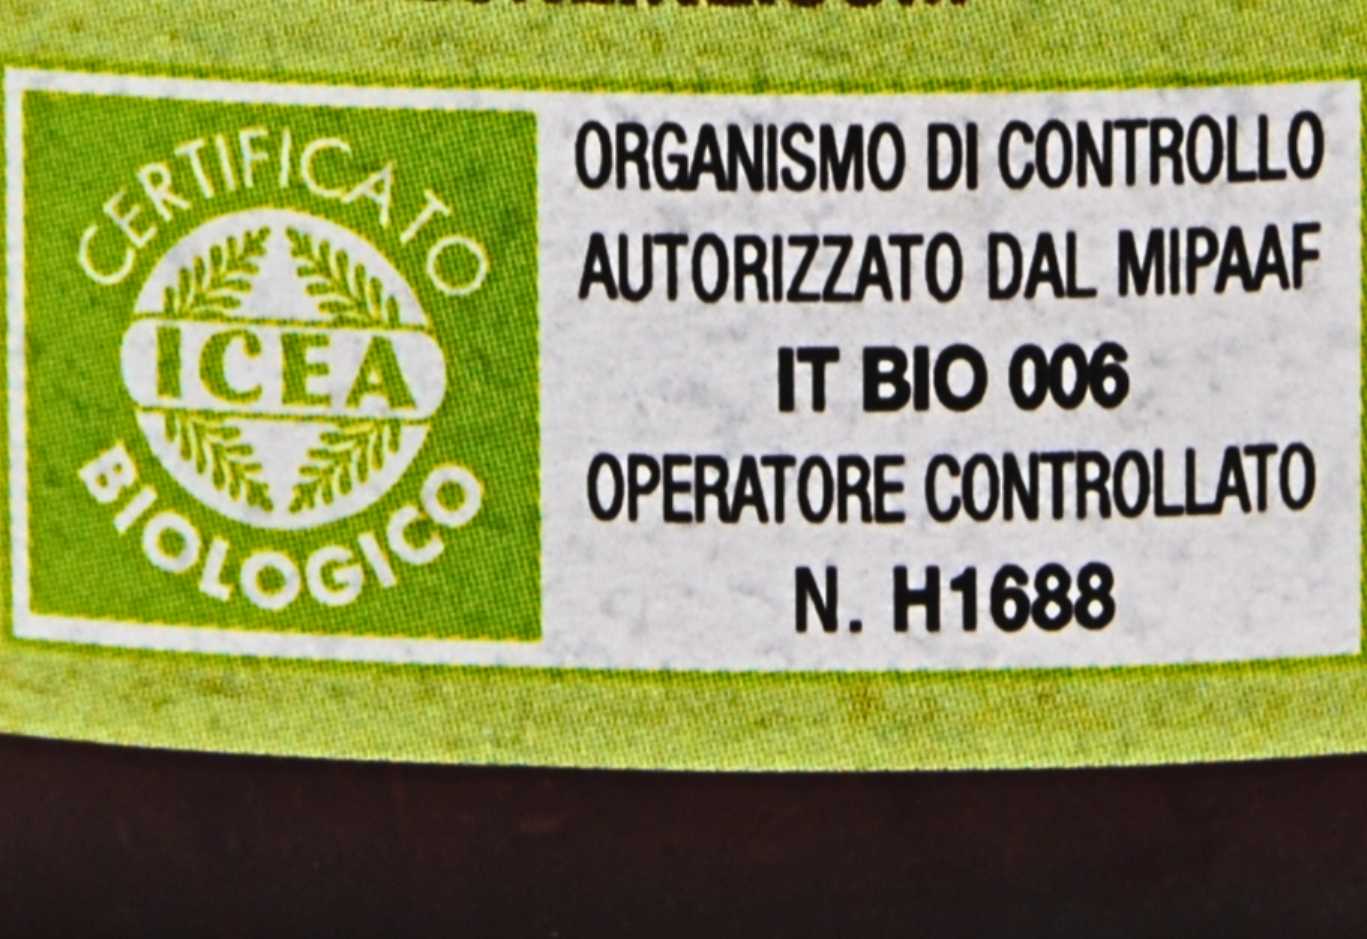 CERTIFICATO
ICEA
BIOLOGICO
ORGANISMO DI CONTROLLO
AUTORIZZATO DAL MIPAAF
IT BIO 006
OPERATORE CONTROLLATO
N. H1688